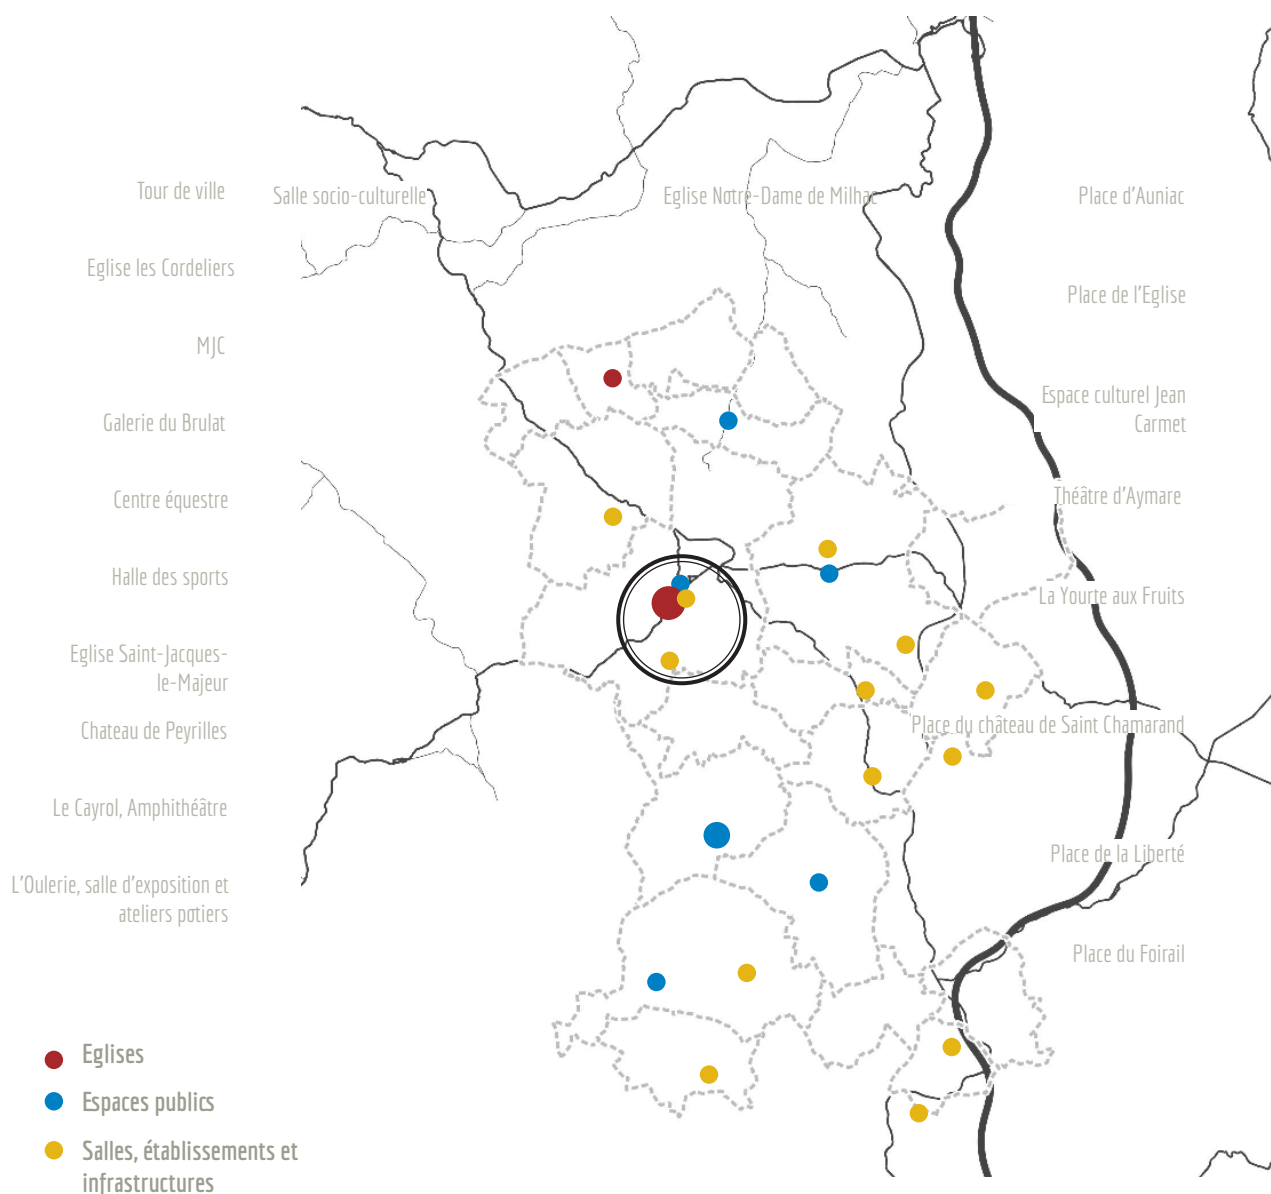 Tour de ville
Salle socio-culturelle
Eglise Notre-Dame de Milhac
Place d'Auniac
Eglise les Cordeliers
Place de l'Eglise
MJC
Espace culturel Jean
Carmet
Galerie du Brulat
Centre équestre
Théâtre d'Aymare
Halle des sports
La Yourte aux Fruits
Eglise Saint-Jacques-
le-Majeur
Chateau de Peyrilles
Place du château de Saint Chamarand
Le Cayrol, Amphithéâtre
Place de la Liberté
L'Oulerie, salle d'exposition et
ateliers potiers
Place du Foirail
Eglises
Espaces publics
Salles, établissements et
infrastructures